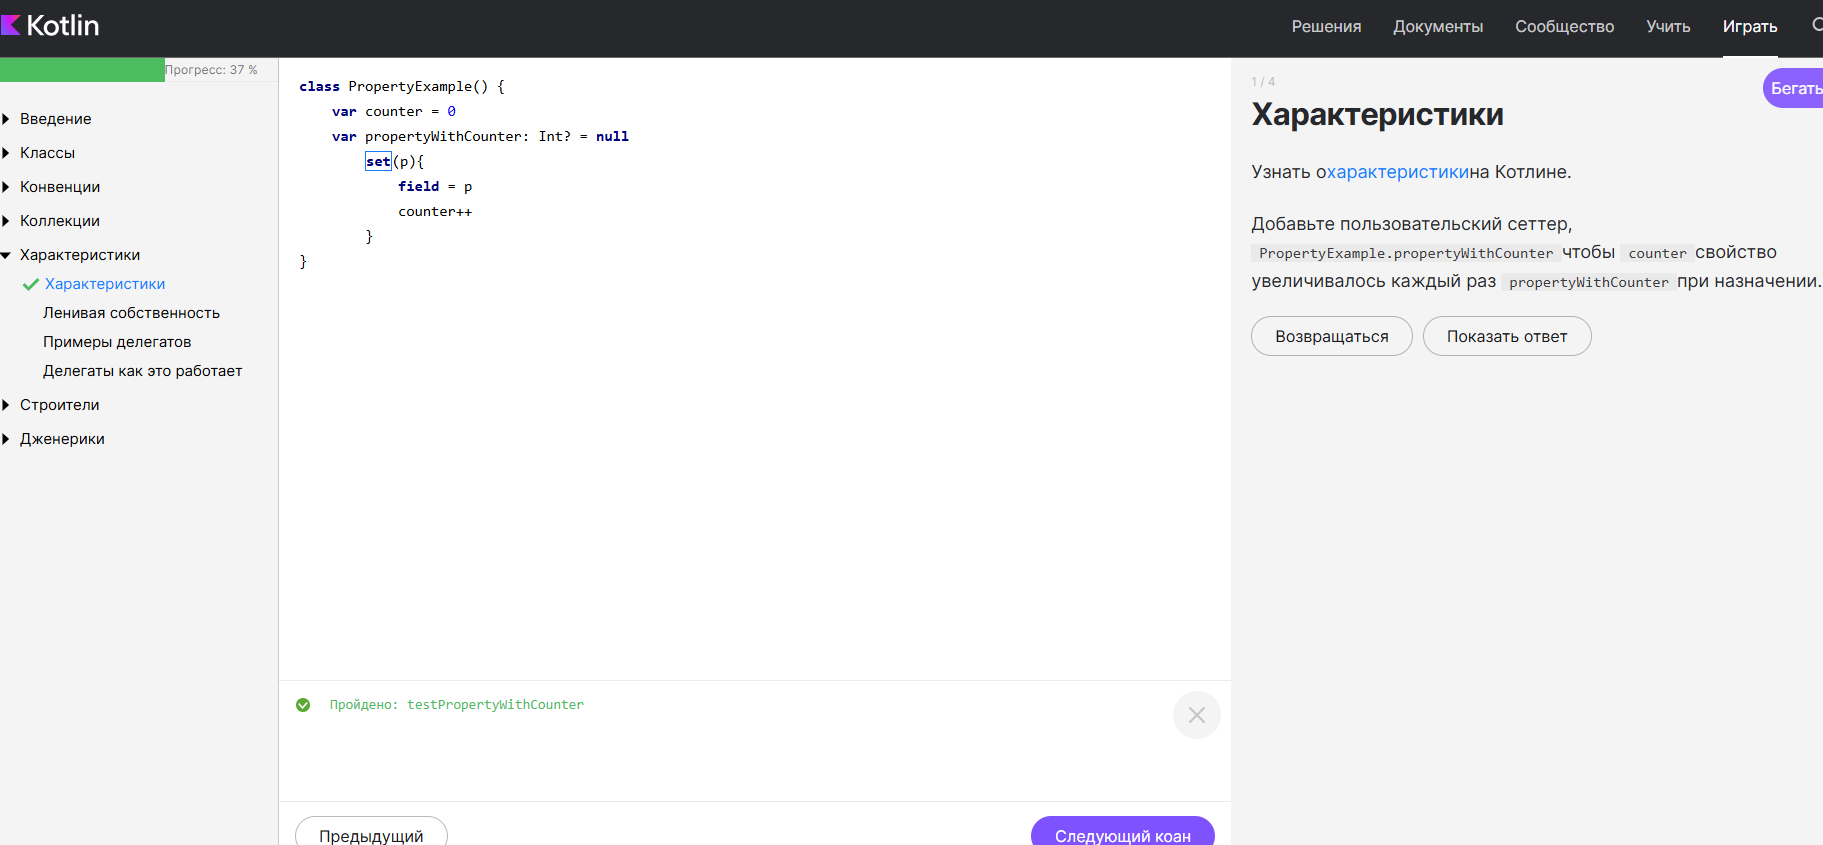 Kotlin
Решения Документы Сообщество Учить Играть
Прогресс: 37 %
Введение
Классы
Конвенции
Коллекции
Характеристики
Характеристики
Ленивая собственность
Примеры делегатов
Делегаты как это работает
Строители
Дженерики
class PropertyExample() {
    var counter = 0
    var propertyWithCounter: Int? = null
        set(p){
            field = p
            counter++
        }
}
Пройдено: testPropertyWithCounter
Предыдущий
Следующий коан
1 / 4
Бегать
Характеристики
Узнать охарактеристикина Котлине.
Добавьте пользовательский сеттер,
PropertyExample.propertyWithCounter чтобы counter свойство
увеличивалось каждый раз propertyWithCounter при назначении.
Возвращаться Показать ответ